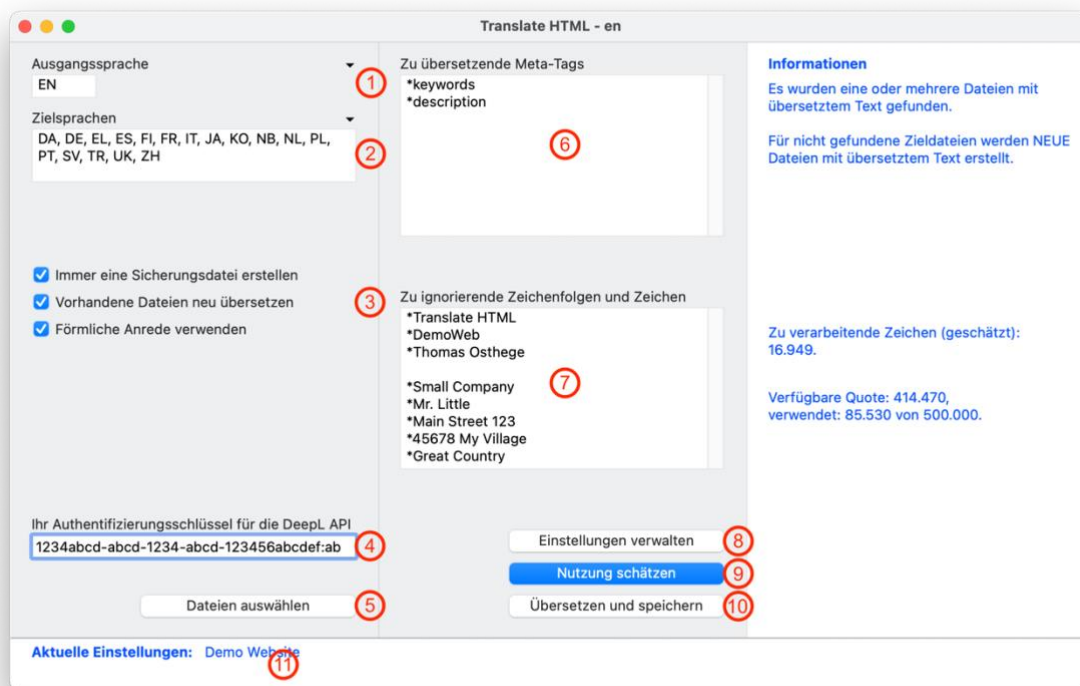 Translate HTML - en
Ausgangssprache
EN
1
Zielsprachen
DA, DE, EL, ES, FI, FR, IT, JA, KO, NB, NL, PL,
PT, SV, TR, UK, ZH
2
Immer eine Sicherungsdatei erstellen
Vorhandene Dateien neu übersetzen
3
Förmliche Anrede verwenden
Ihr Authentifizierungsschlüssel für die DeepL API
1234abcd-abcd-1234-abcd-123456abcdef:ab
4
Dateien auswählen
5
Zu übersetzende Meta-Tags
*keywords
*description
6
Zu ignorierende Zeichenfolgen und Zeichen
*Translate HTML
*DemoWeb
*Thomas Osthege
*Small Company
7
*Mr. Little
*Main Street 123
*45678 My Village
*Great Country
Einstellungen verwalten
8
Nutzung schätzen
9
Übersetzen und speichern
10
Informationen
Es wurden eine oder mehrere Dateien mit
übersetztem Text gefunden.
Für nicht gefundene Zieldateien werden NEUE
Dateien mit übersetztem Text erstellt.
Zu verarbeitende Zeichen (geschätzt):
16.949.
Verfügbare Quote: 414.470,
verwendet: 85.530 von 500.000.
Aktuelle Einstellungen: Demo Website
11